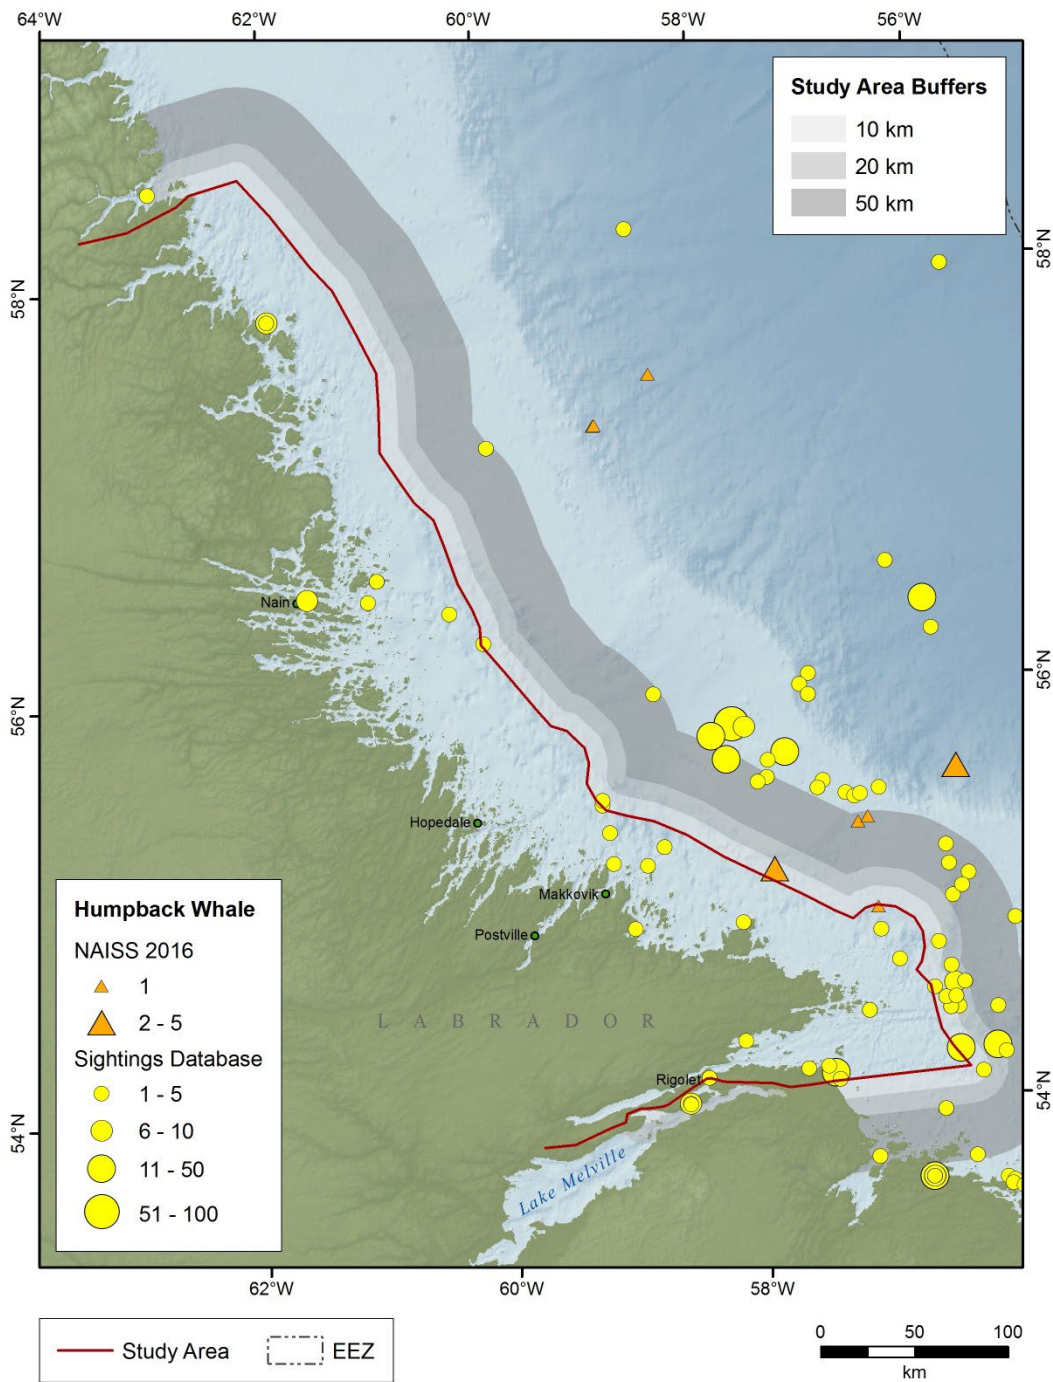 64°W 62°W 60°W 58°W 56°W
Study Area Buffers
10 km
20 km
50 km
58°N
58°N
Nain
56°N
56°N
Hopedale
Makkovik
Postville
LABRADOR
Rigolet
54°N
54°N
Lake Melville
Humpback Whale
NAISS 2016
1
2 - 5
Sightings Database
1 - 5
6 - 10
11 - 50
51 - 100
62°W 60°W 58°W
Study Area EEZ
0 50 100
km